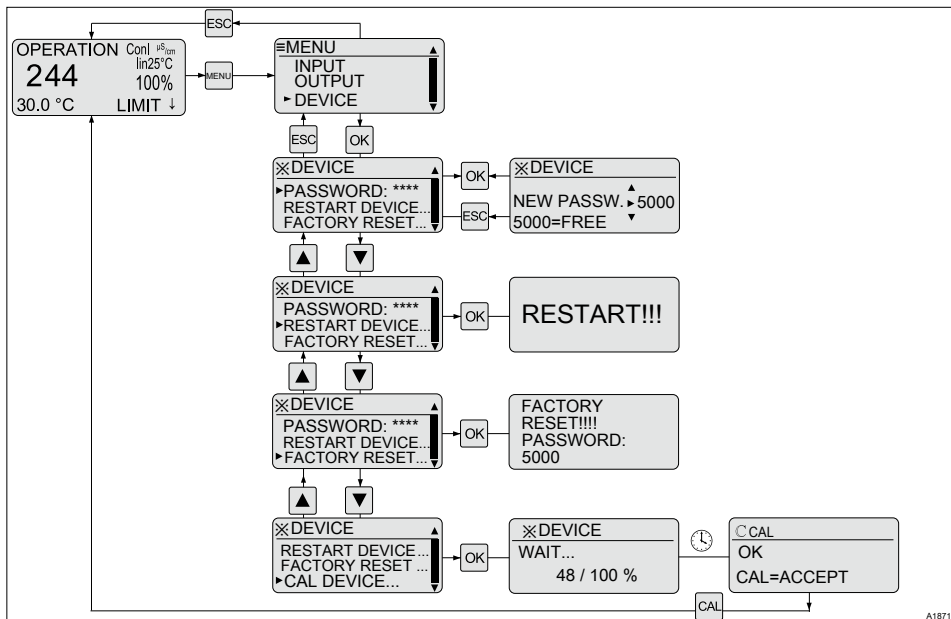 ESC
OPERATION Conl µS/cm
lin25°C
244
100%
30.0 °C LIMIT ↓
MENU
≡MENU
INPUT
OUTPUT
►DEVICE
ESC
OK
※DEVICE
►PASSWORD: ****
RESTART DEVICE...
FACTORY RESET...
OK
ESC
※DEVICE
NEW PASSW. ►5000
5000=FREE
▲
▼
※DEVICE
PASSWORD: ****
►RESTART DEVICE...
FACTORY RESET...
OK
RESTART!!!
▲
▼
※DEVICE
PASSWORD: ****
RESTART DEVICE...
►FACTORY RESET...
OK
FACTORY
RESET!!!!
PASSWORD:
5000
▲
▼
※DEVICE
RESTART DEVICE...
FACTORY RESET ...
►CAL DEVICE...
OK
※DEVICE
WAIT...
48 / 100 %
C CAL
OK
CAL=ACCEPT
CAL
A1871